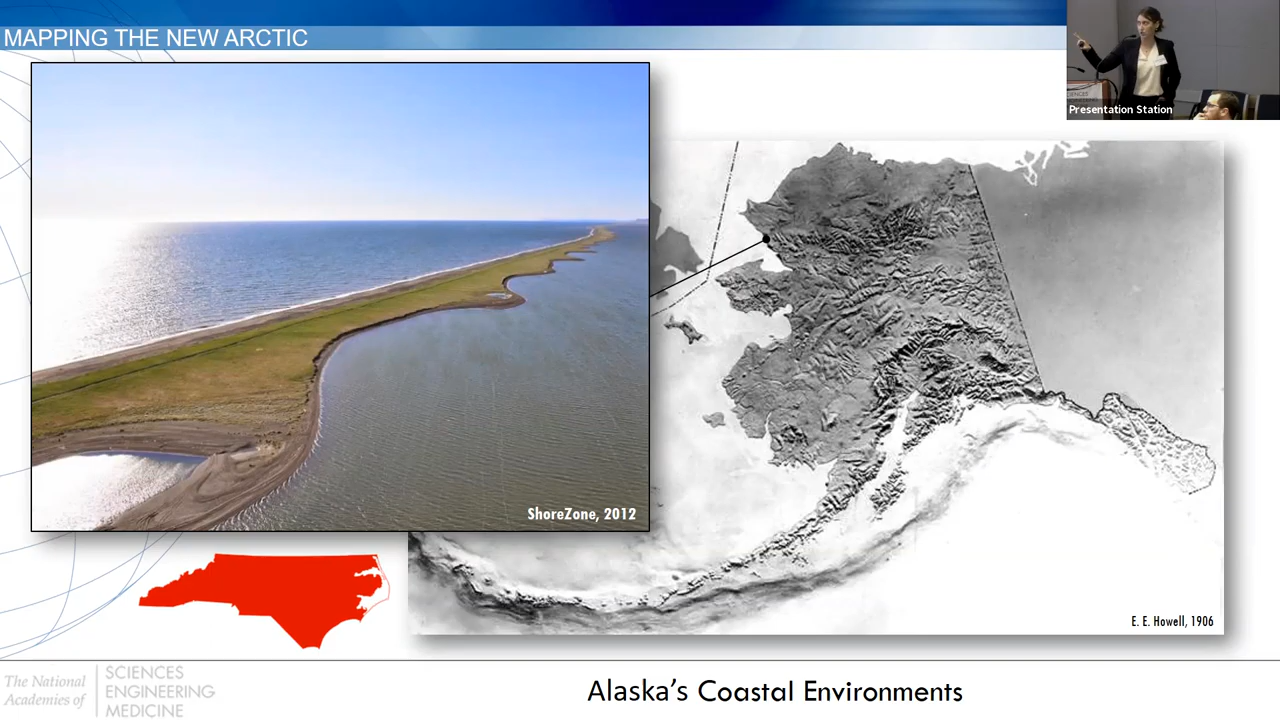 MAPPING THE NEW ARCTIC
Presentation Station
ShoreZone, 2012
E. E. Howell, 1906
The National
Academies of
SCIENCES
ENGINEERING
MEDICINE
Alaska's Coastal Environments